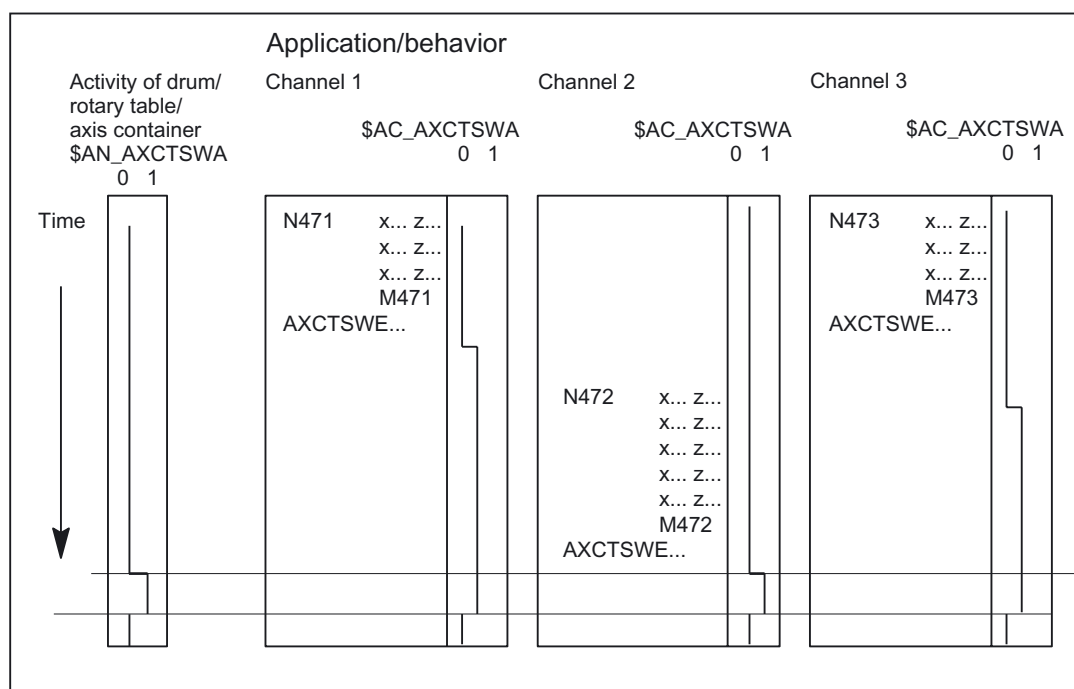 Application/behavior
Activity of drum/
rotary table/
axis container
$AN_AXCTSWA
0 1
Time
Channel 1
$AC_AXCTSWA
0 1
N471 x... z...
x... z...
x... z...
M471
AXCTSWE...
Channel 2
$AC_AXCTSWA
0 1
N472 x... z...
x... z...
x... z...
x... z...
x... z...
M472
AXCTSWE...
Channel 3
$AC_AXCTSWA
0 1
N473 x... z...
x... z...
x... z...
M473
AXCTSWE...